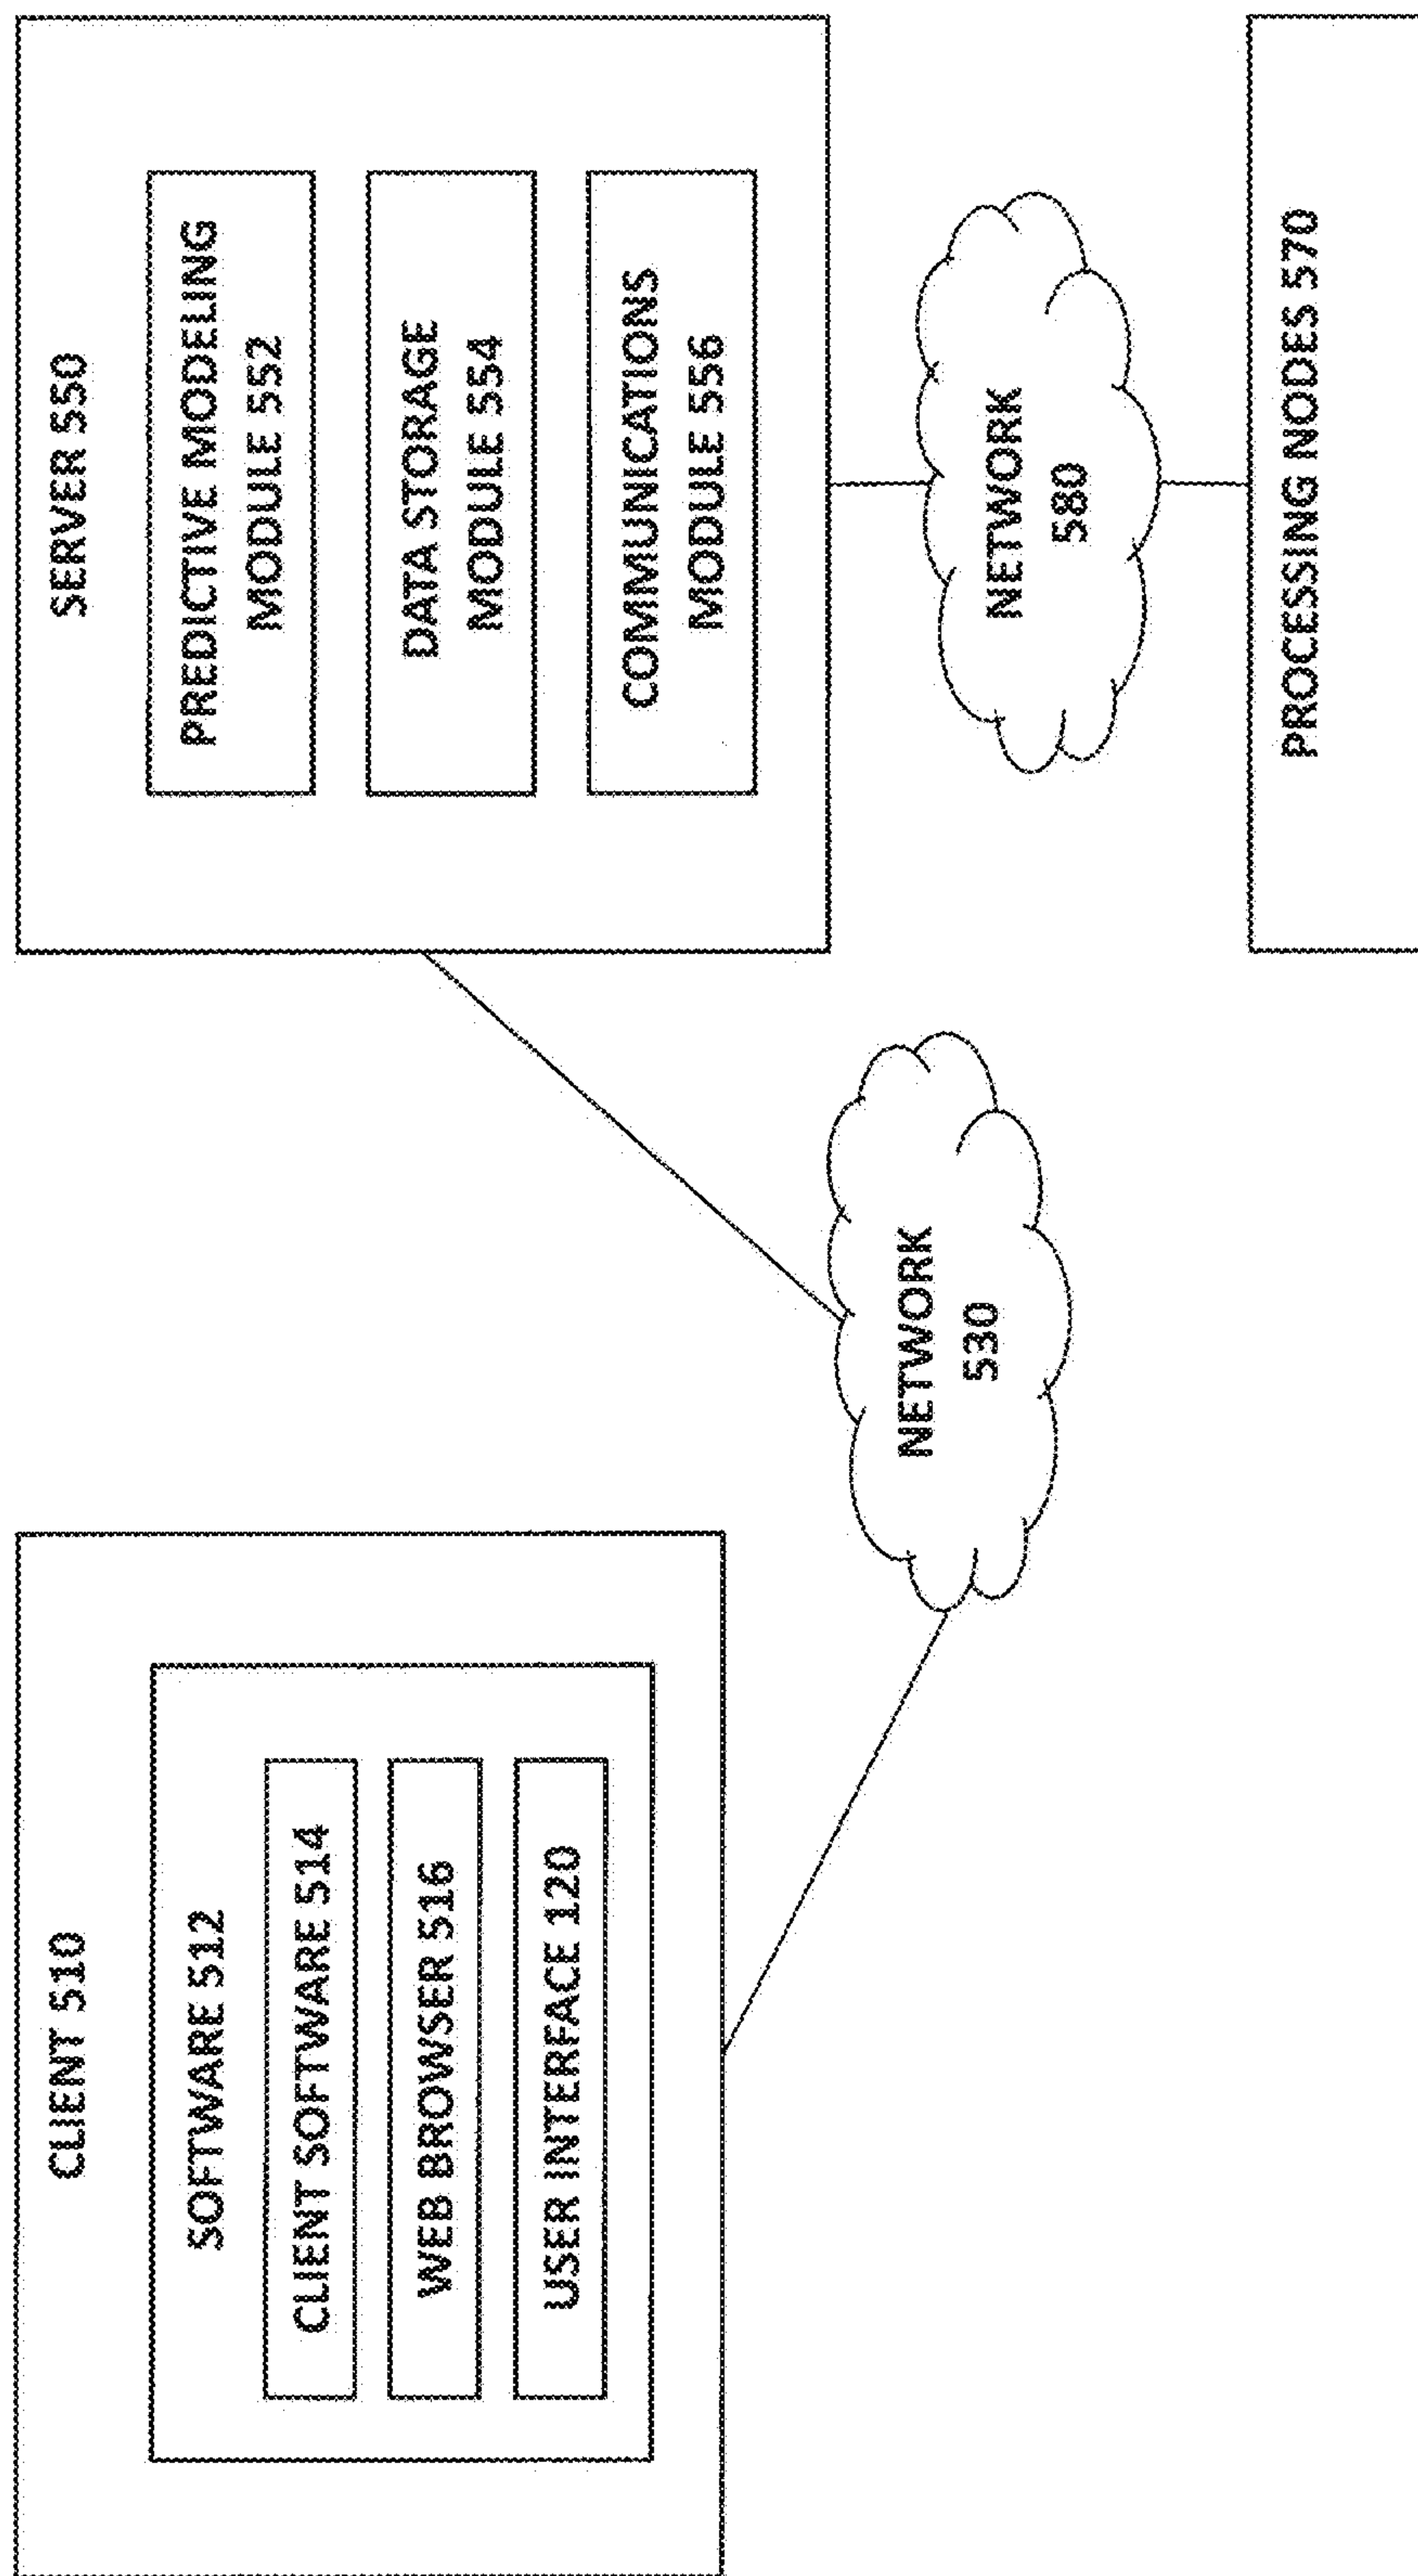 CLIENT 510
SOFTWARE 512
CLIENT SOFTWARE 514
WEB BROWSER 516
USER INTERFACE 120
NETWORK
530
SERVER 550
PREDICTIVE MODELING
MODULE 552
DATA STORAGE
MODULE 554
COMMUNICATIONS
MODULE 556
NETWORK
580
PROCESSING NODES 570